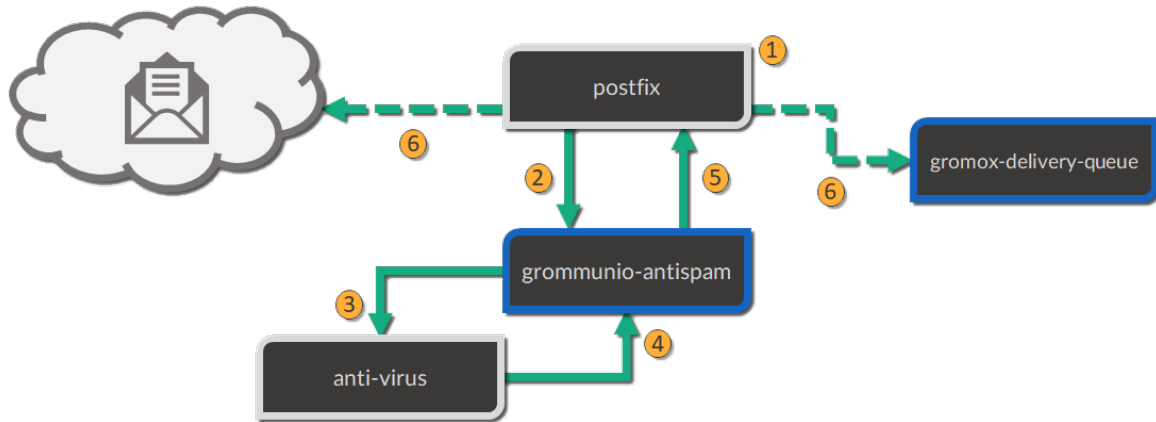 1
postfix
6
gromox-delivery-queue
2
5
6
grommunio-antispam
3
4
anti-virus